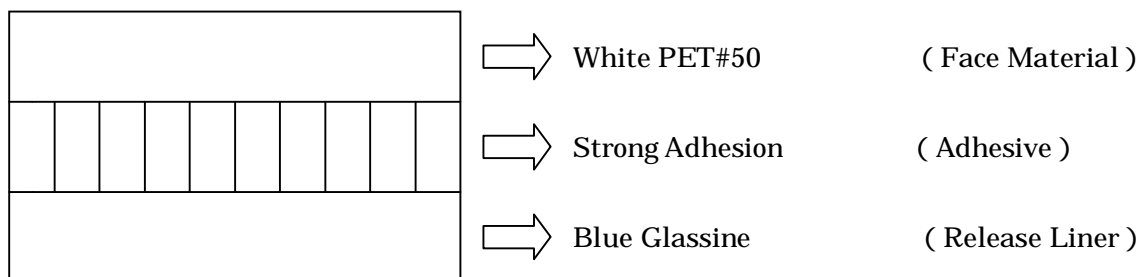 White PET#50 ( Face Material )
Strong Adhesion ( Adhesive )
Blue Glassine ( Release Liner )